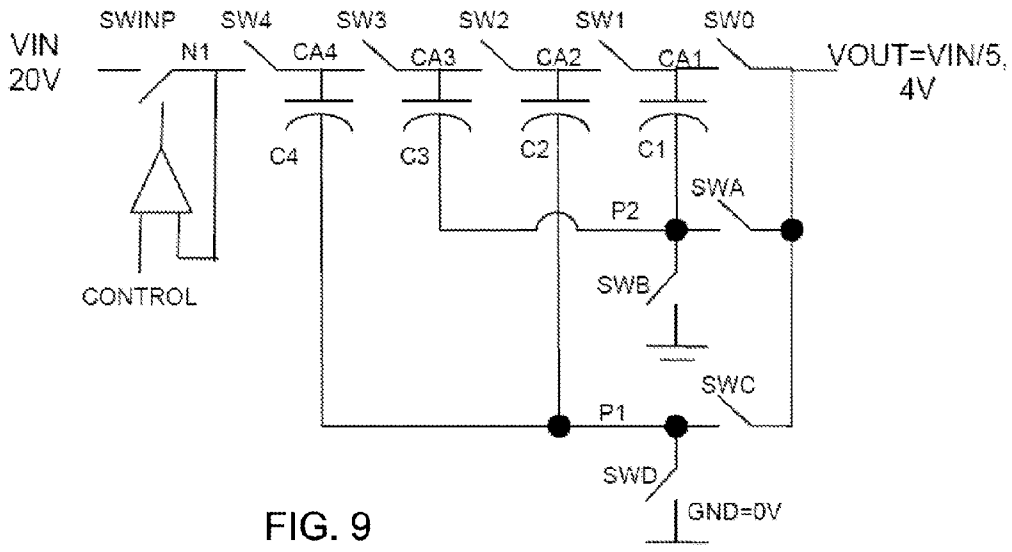 SWINP SW4 SW3 SW2 SW1 SW0
VIN
20V
N1 CA4 CA3 CA2 CA1
VOUT=VIN/5,
4V
C4 C3 C2 C1
SWA
P2
SWB
CONTROL
SWC
P1
SWD
GND=0V
FIG. 9